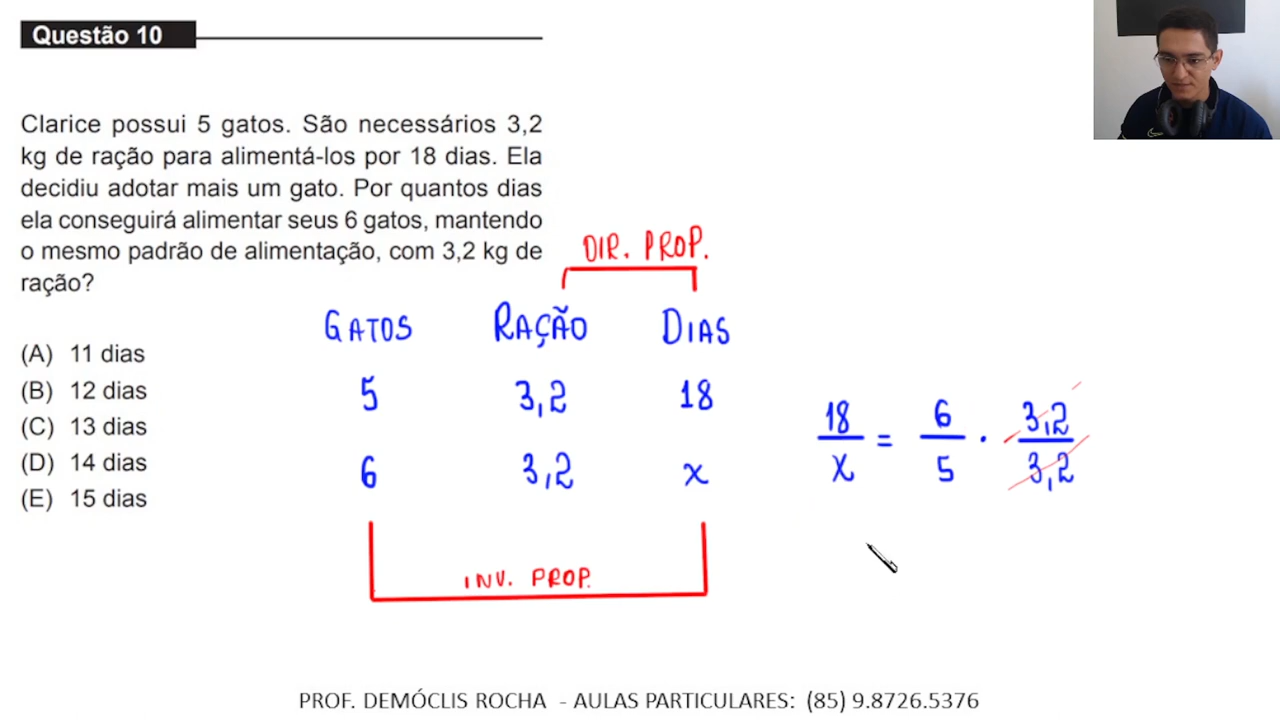 Questão 10
Clarice possui 5 gatos. São necessários 3,2
kg de ração para alimentá-los por 18 dias. Ela
decidiu adotar mais um gato. Por quantos dias
ela conseguirá alimentar seus 6 gatos, mantendo
o mesmo padrão de alimentação, com 3,2 kg de
ração?
(A) 11 dias
(B) 12 dias
(C) 13 dias
(D) 14 dias
(E) 15 dias
DIR. PROP.
GATOS RAÇÃO DIAS
5 3,2 18
6 3,2 x
INV. PROP.
18/x = 6/5 · 3,2/3,2
PROF. DEMÓCLIS ROCHA - AULAS PARTICULARES: (85) 9.8726.5376